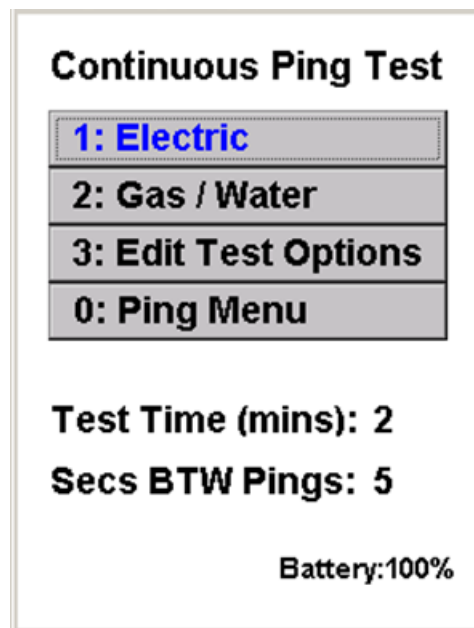 Continuous Ping Test
1: Electric
2: Gas / Water
3: Edit Test Options
0: Ping Menu
Test Time (mins): 2
Secs BTW Pings: 5
Battery:100%